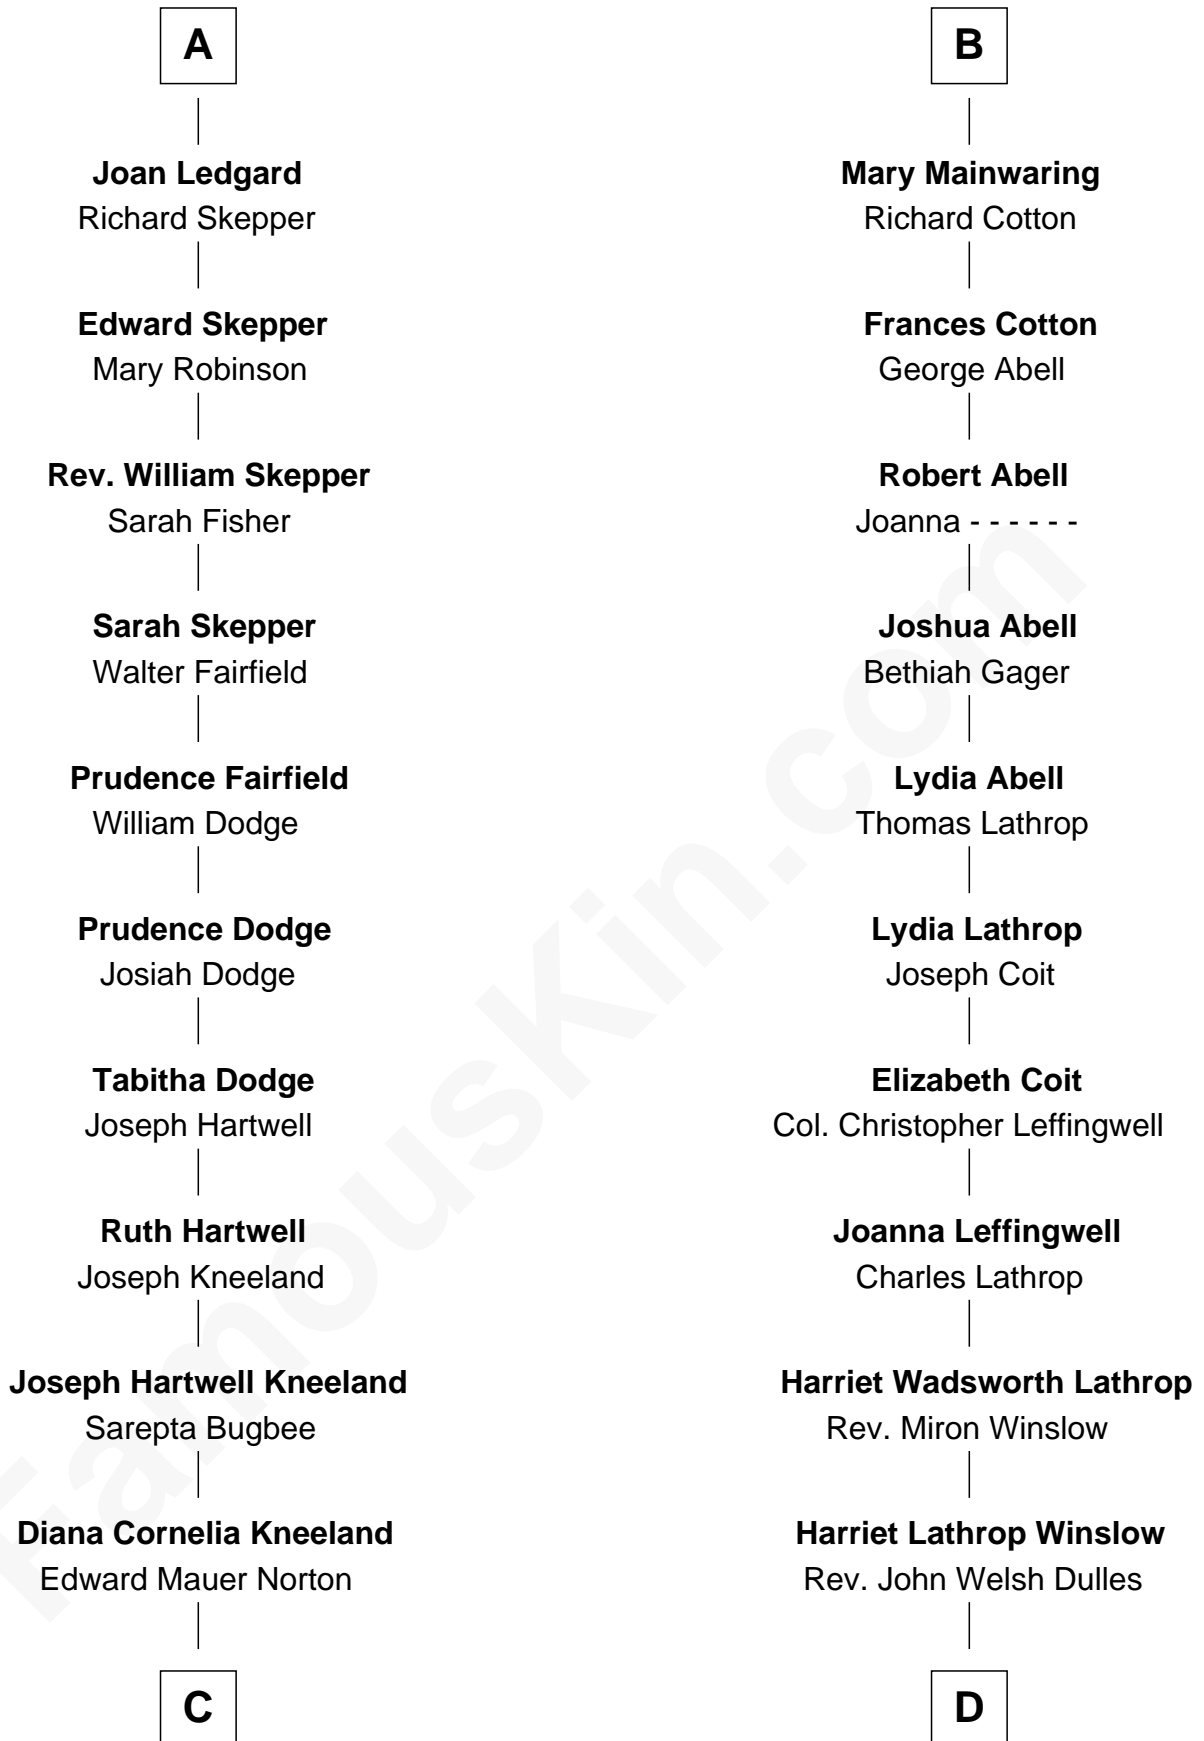 A
Joan Ledgard
Richard Skepper
Edward Skepper
Mary Robinson
Rev. William Skepper
Sarah Fisher
Sarah Skepper
Walter Fairfield
Prudence Fairfield
William Dodge
Prudence Dodge
Josiah Dodge
Tabitha Dodge
Joseph Hartwell
Ruth Hartwell
Joseph Kneeland
Joseph Hartwell Kneeland
Sarepta Bugbee
Diana Cornelia Kneeland
Edward Mauer Norton
C
B
Mary Mainwaring
Richard Cotton
Frances Cotton
George Abell
Robert Abell
Joanna - - - - - -
Joshua Abell
Bethiah Gager
Lydia Abell
Thomas Lathrop
Lydia Lathrop
Joseph Coit
Elizabeth Coit
Col. Christopher Leffingwell
Joanna Leffingwell
Charles Lathrop
Harriet Wadsworth Lathrop
Rev. Miron Winslow
Harriet Lathrop Winslow
Rev. John Welsh Dulles
D
FamousKin.com